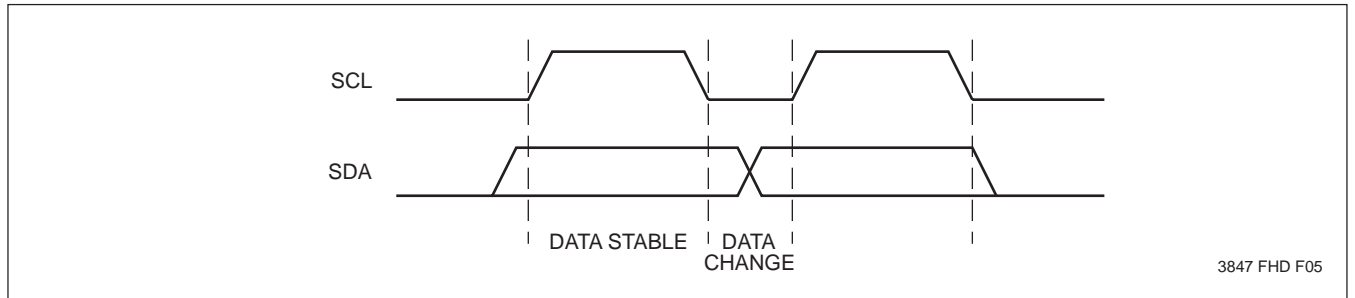 SCL
SDA
DATA STABLE
DATA
CHANGE
3847 FHD F05